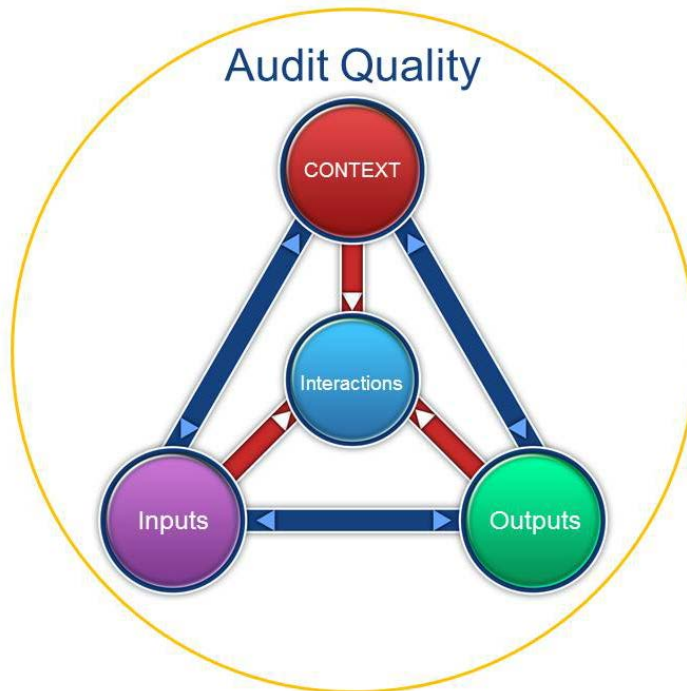 Audit Quality
CONTEXT
Interactions
Inputs
Outputs